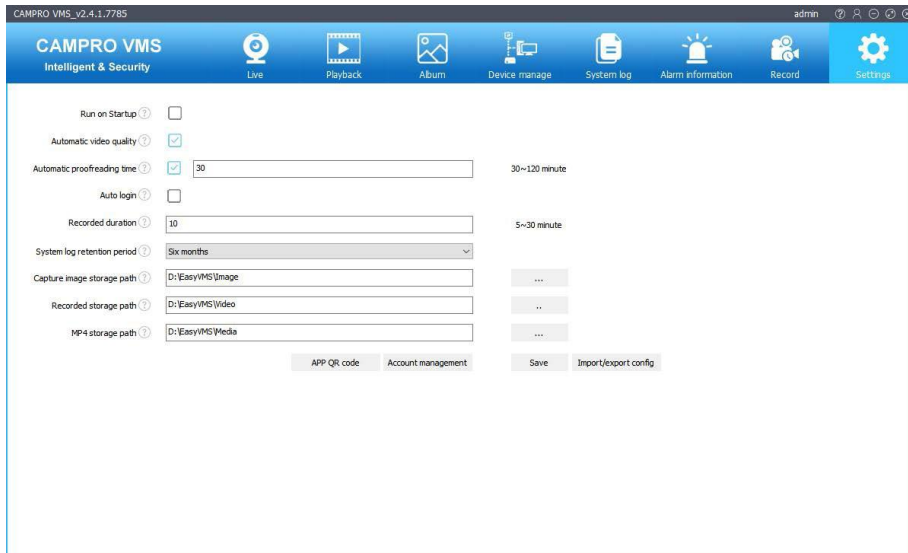 CAMPRO VMS_v2.4.1.7785 admin
CAMPRO VMS
Intelligent & Security
Live Playback Album Device manage System log Alarm information Record Settings
Run on Startup ?
Automatic video quality ?
Automatic proofreading time ? 30 30~120 minute
Auto login ?
Recorded duration ? 10 5~30 minute
System log retention period ? Six months
Capture image storage path ? D:\EasyVMS\Image ...
Recorded storage path ? D:\EasyVMS\Video ..
MP4 storage path ? D:\EasyVMS\Media ...
APP QR code Account management Save Import/export config